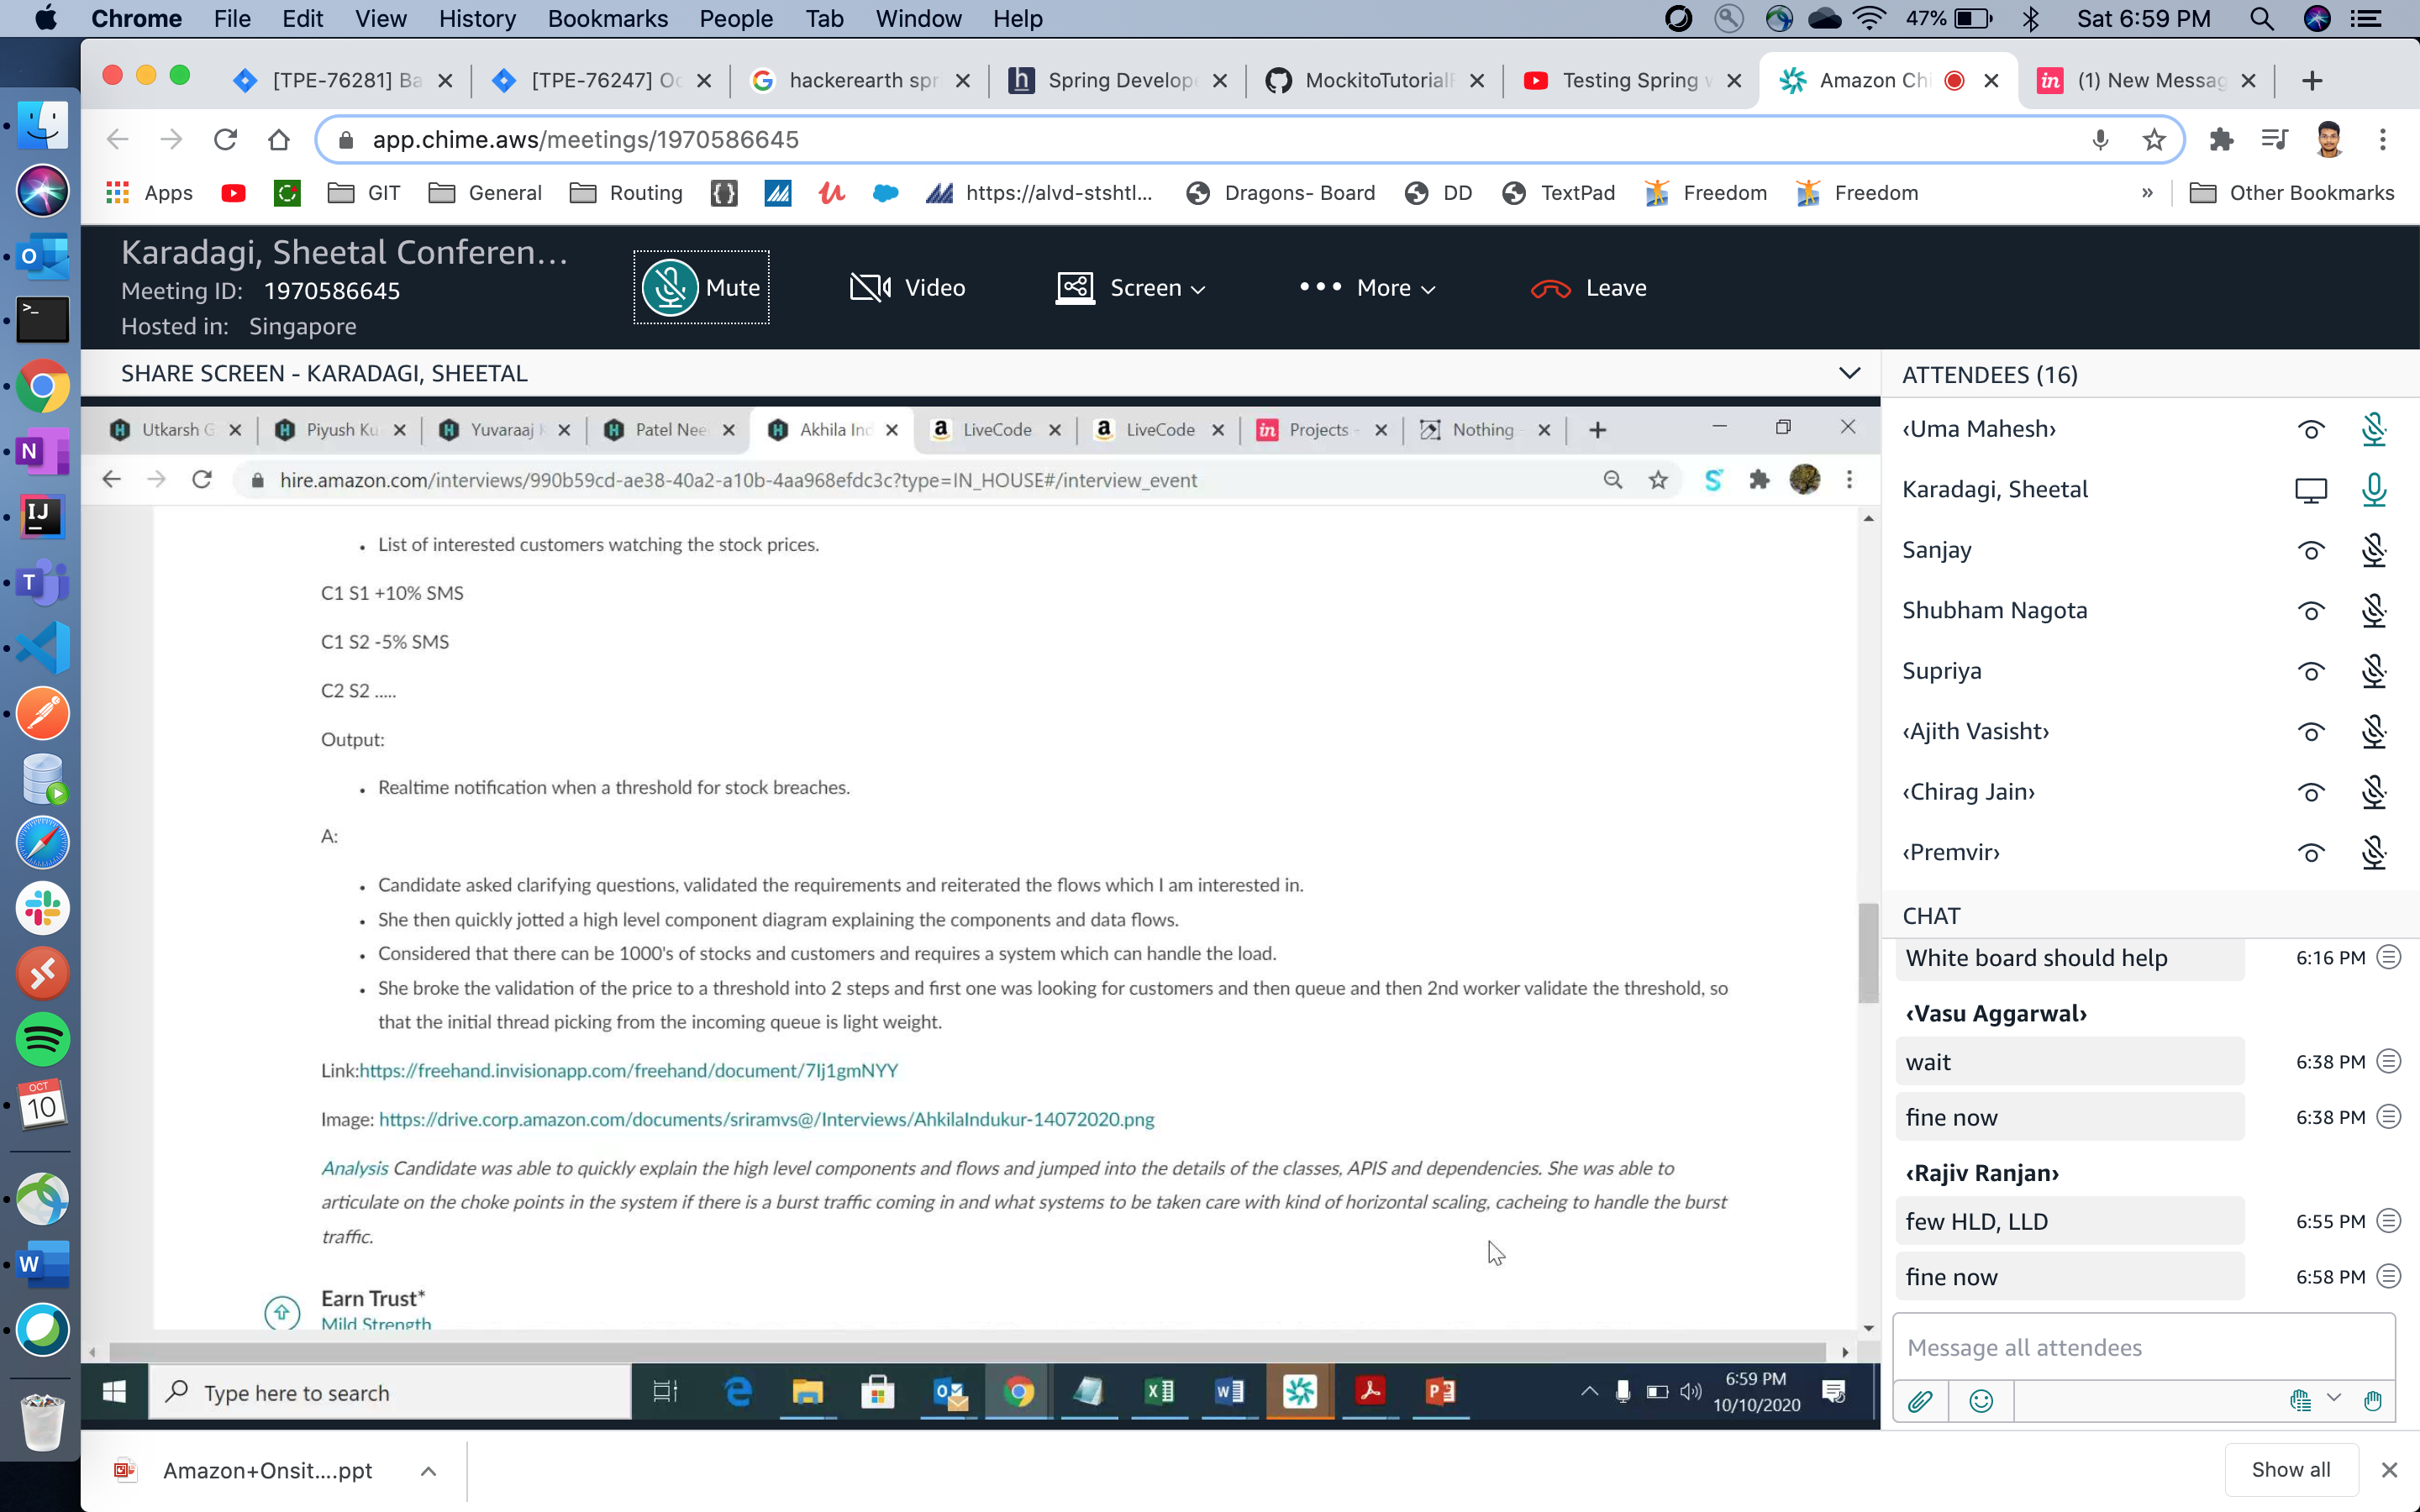 Chrome File Edit View History Bookmarks People Tab Window Help 47% Sat 6:59 PM
[TPE-76281] Ba [TPE-76247] Oc hackerearth spr Spring Develop MockitoTutorial Testing Spring Amazon Chi (1) New Messag
app.chime.aws/meetings/1970586645
Apps GIT General Routing https://alvd-stshtl... Dragons- Board DD TextPad Freedom Freedom » Other Bookmarks
Karadagi, Sheetal Conferen...
Meeting ID: 1970586645
Hosted in: Singapore
Mute Video Screen More Leave
SHARE SCREEN - KARADAGI, SHEETAL
Utkarsh G Piyush Ku Yuvaraaj Patel Nee Akhila Ind LiveCode LiveCode Projects - Nothing
hire.amazon.com/interviews/990b59cd-ae38-40a2-a10b-4aa968efdc3c?type=IN_HOUSE#/interview_event
• List of interested customers watching the stock prices.
C1 S1 +10% SMS
C1 S2 -5% SMS
C2 S2 .....
Output:
• Realtime notification when a threshold for stock breaches.
A:
• Candidate asked clarifying questions, validated the requirements and reiterated the flows which I am interested in.
• She then quickly jotted a high level component diagram explaining the components and data flows.
• Considered that there can be 1000's of stocks and customers and requires a system which can handle the load.
• She broke the validation of the price to a threshold into 2 steps and first one was looking for customers and then queue and then 2nd worker validate the threshold, so
that the initial thread picking from the incoming queue is light weight.
Link:https://freehand.invisionapp.com/freehand/document/7Ij1gmNYY
Image: https://drive.corp.amazon.com/documents/sriramvs@/Interviews/AhkilaIndukur-14072020.png
Analysis Candidate was able to quickly explain the high level components and flows and jumped into the details of the classes, APIS and dependencies. She was able to
articulate on the choke points in the system if there is a burst traffic coming in and what systems to be taken care with kind of horizontal scaling, cacheing to handle the burst
traffic.
Earn Trust*
Mild Strength
Type here to search
6:59 PM
10/10/2020
ATTENDEES (16)
‹Uma Mahesh›
Karadagi, Sheetal
Sanjay
Shubham Nagota
Supriya
‹Ajith Vasisht›
‹Chirag Jain›
‹Premvir›
CHAT
White board should help 6:16 PM
‹Vasu Aggarwal›
wait 6:38 PM
fine now 6:38 PM
‹Rajiv Ranjan›
few HLD, LLD 6:55 PM
fine now 6:58 PM
Message all attendees
OCT
10
Amazon+Onsit....ppt
Show all